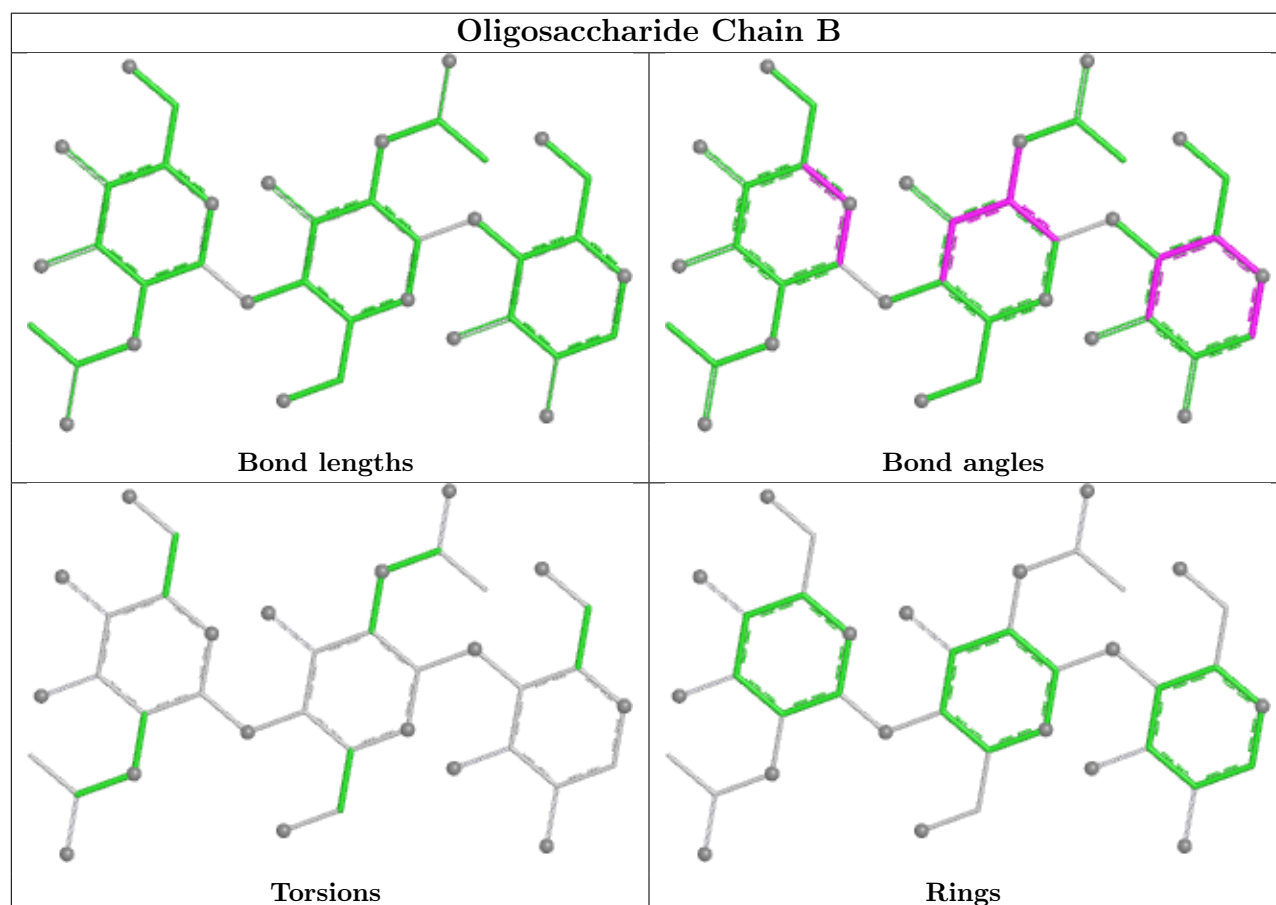 Oligosaccharide Chain B
Bond lengths
Bond angles
Torsions
Rings